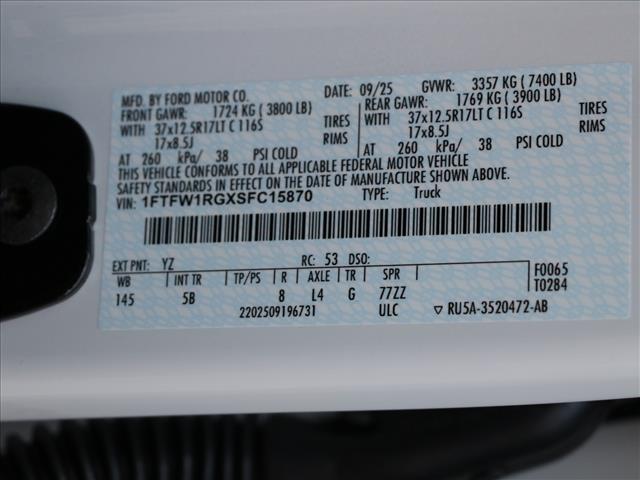 MFD. BY FORD MOTOR CO. DATE: 09/25 GVWR: 3357 KG ( 7400 LB)
FRONT GAWR: 1724 KG ( 3800 LB) REAR GAWR: 1769 KG ( 3900 LB)
WITH 37x12.5R17LT C 116S TIRES WITH 37x12.5R17LT C 116S TIRES
17x8.5J RIMS 17x8.5J RIMS
AT 260 kPa/ 38 PSI COLD AT 260 kPa/ 38 PSI COLD
THIS VEHICLE CONFORMS TO ALL APPLICABLE FEDERAL MOTOR VEHICLE
SAFETY STANDARDS IN EFFECT ON THE DATE OF MANUFACTURE SHOWN ABOVE.
VIN: 1FTFW1RGXSFC15870 TYPE: Truck
EXT PNT: YZ RC: 53 DSO: F0065
WB INT TR TP/PS R AXLE TR SPR T0284
145 5B 8 L4 G 77ZZ
2202509196731 ULC ▽ RU5A-3520472-AB